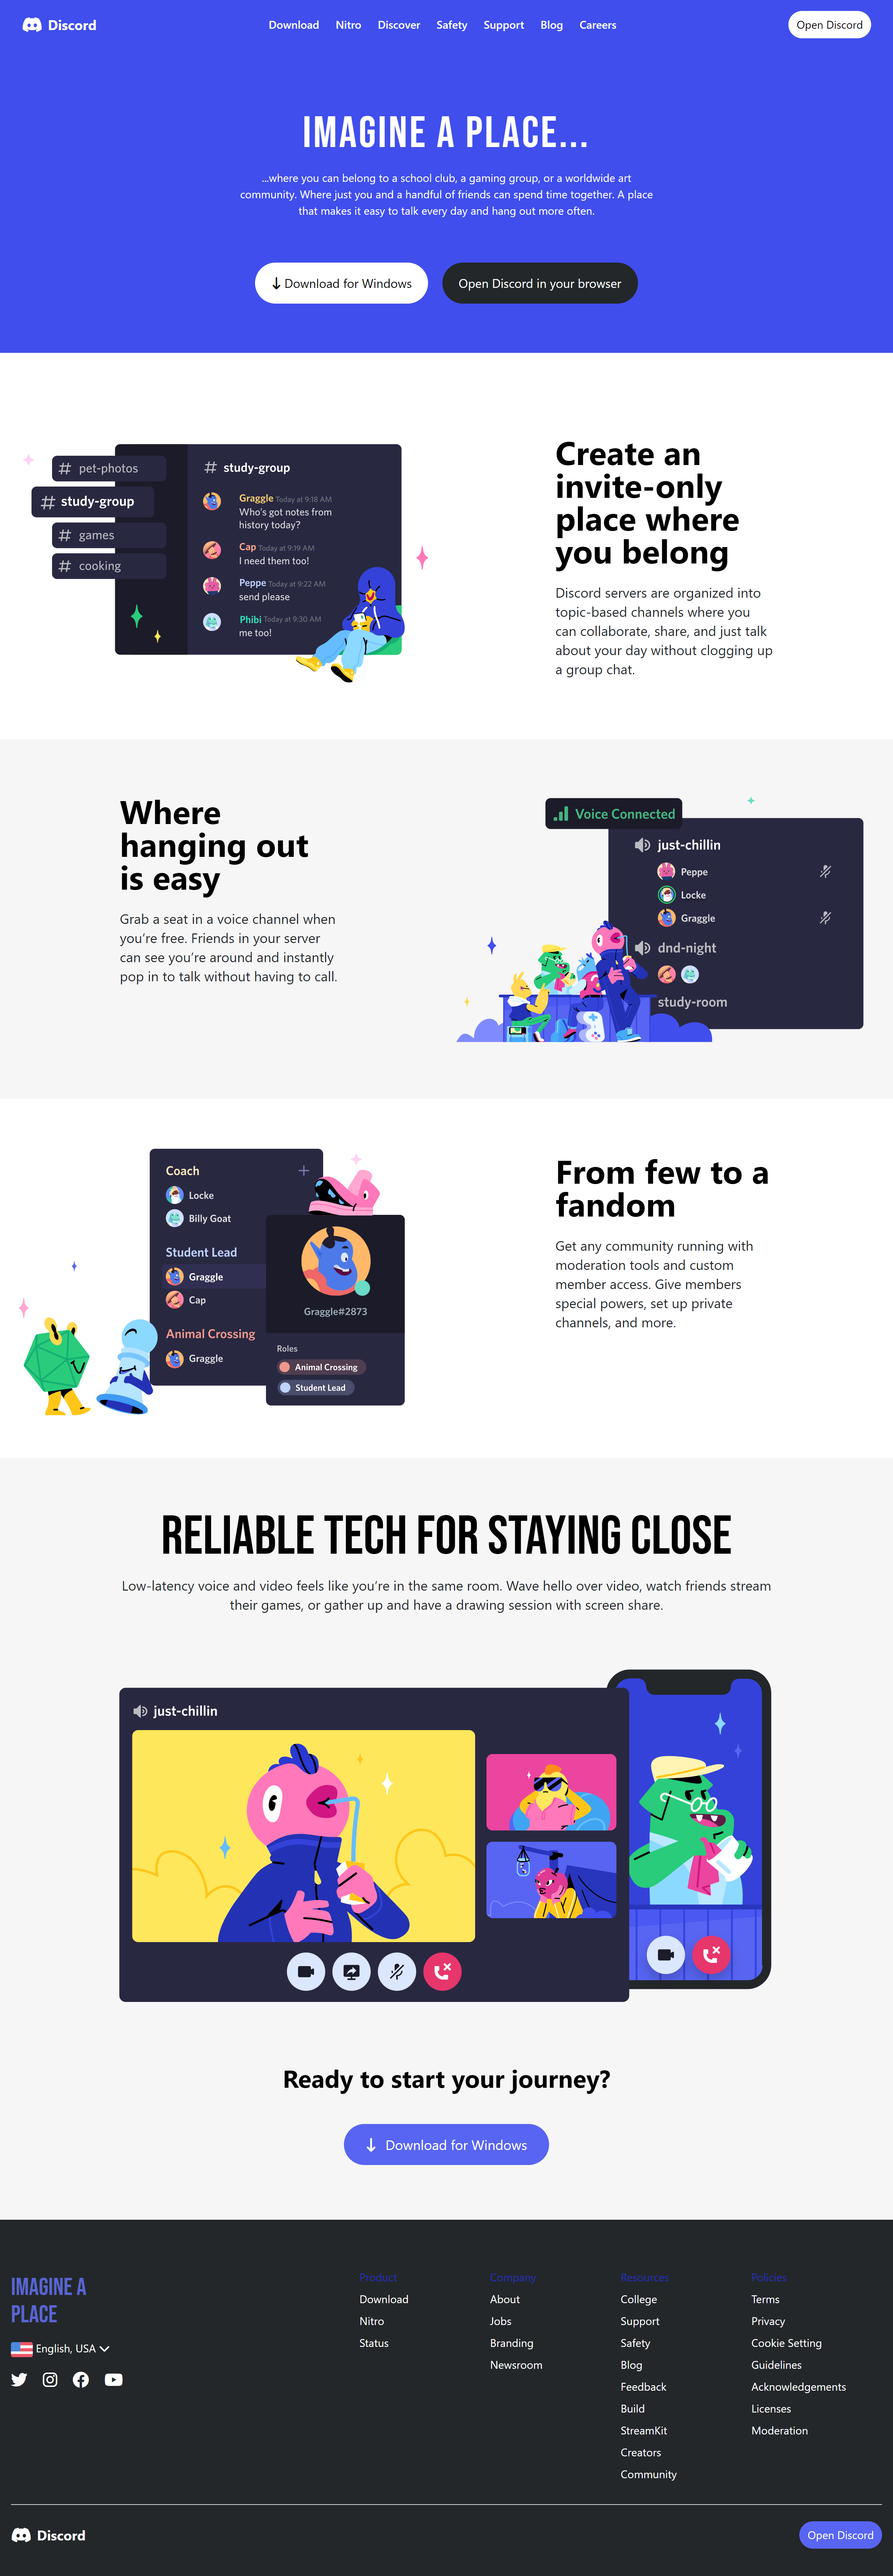 Discord
Download Nitro Discover Safety Support Blog Careers
Open Discord
IMAGINE A PLACE...
...where you can belong to a school club, a gaming group, or a worldwide art
community. Where just you and a handful of friends can spend time together. A place
that makes it easy to talk every day and hang out more often.
Download for Windows
Open Discord in your browser
# pet-photos
# study-group
# games
# cooking
# study-group
Graggle Today at 9:18 AM
Who's got notes from
history today?
Cap Today at 9:19 AM
I need them too!
Peppe Today at 9:22 AM
send please
Phibi Today at 9:30 AM
me too!
Create an
invite-only
place where
you belong
Discord servers are organized into
topic-based channels where you
can collaborate, share, and just talk
about your day without clogging up
a group chat.
Where
hanging out
is easy
Grab a seat in a voice channel when
you’re free. Friends in your server
can see you’re around and instantly
pop in to talk without having to call.
Voice Connected
just-chillin
Peppe
Locke
Graggle
dnd-night
study-room
Coach
Locke
Billy Goat
Student Lead
Graggle
Cap
Animal Crossing
Graggle
Graggle#2873
Roles
Animal Crossing
Student Lead
From few to a
fandom
Get any community running with
moderation tools and custom
member access. Give members
special powers, set up private
channels, and more.
RELIABLE TECH FOR STAYING CLOSE
Low-latency voice and video feels like you’re in the same room. Wave hello over video, watch friends stream
their games, or gather up and have a drawing session with screen share.
just-chillin
Ready to start your journey?
Download for Windows
IMAGINE A
PLACE
English, USA
Product
Download
Nitro
Status
Company
About
Jobs
Branding
Newsroom
Resources
College
Support
Safety
Blog
Feedback
Build
StreamKit
Creators
Community
Policies
Terms
Privacy
Cookie Setting
Guidelines
Acknowledgements
Licenses
Moderation
Discord
Open Discord